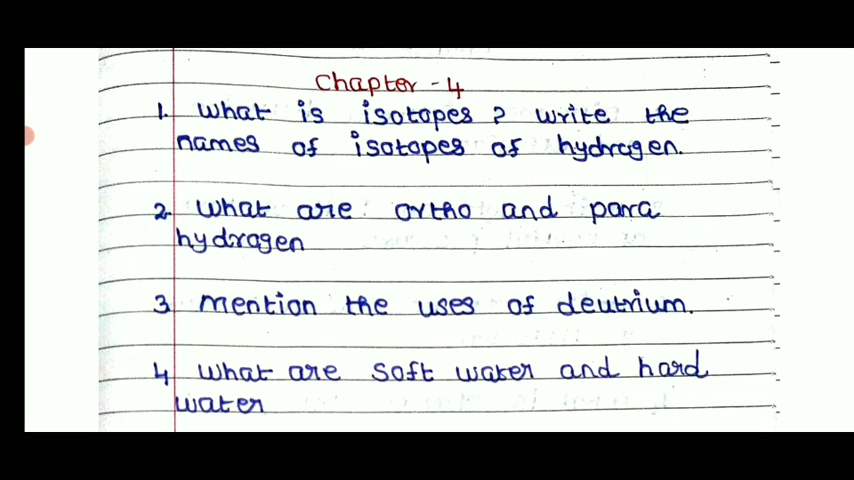 Chapter - 4
1. What is isotopes ? write the
names of isotopes of hydrogen.
2. What are ortho and para
hydrogen
3 mention the uses of deutrium.
4 What are soft water and hard
water